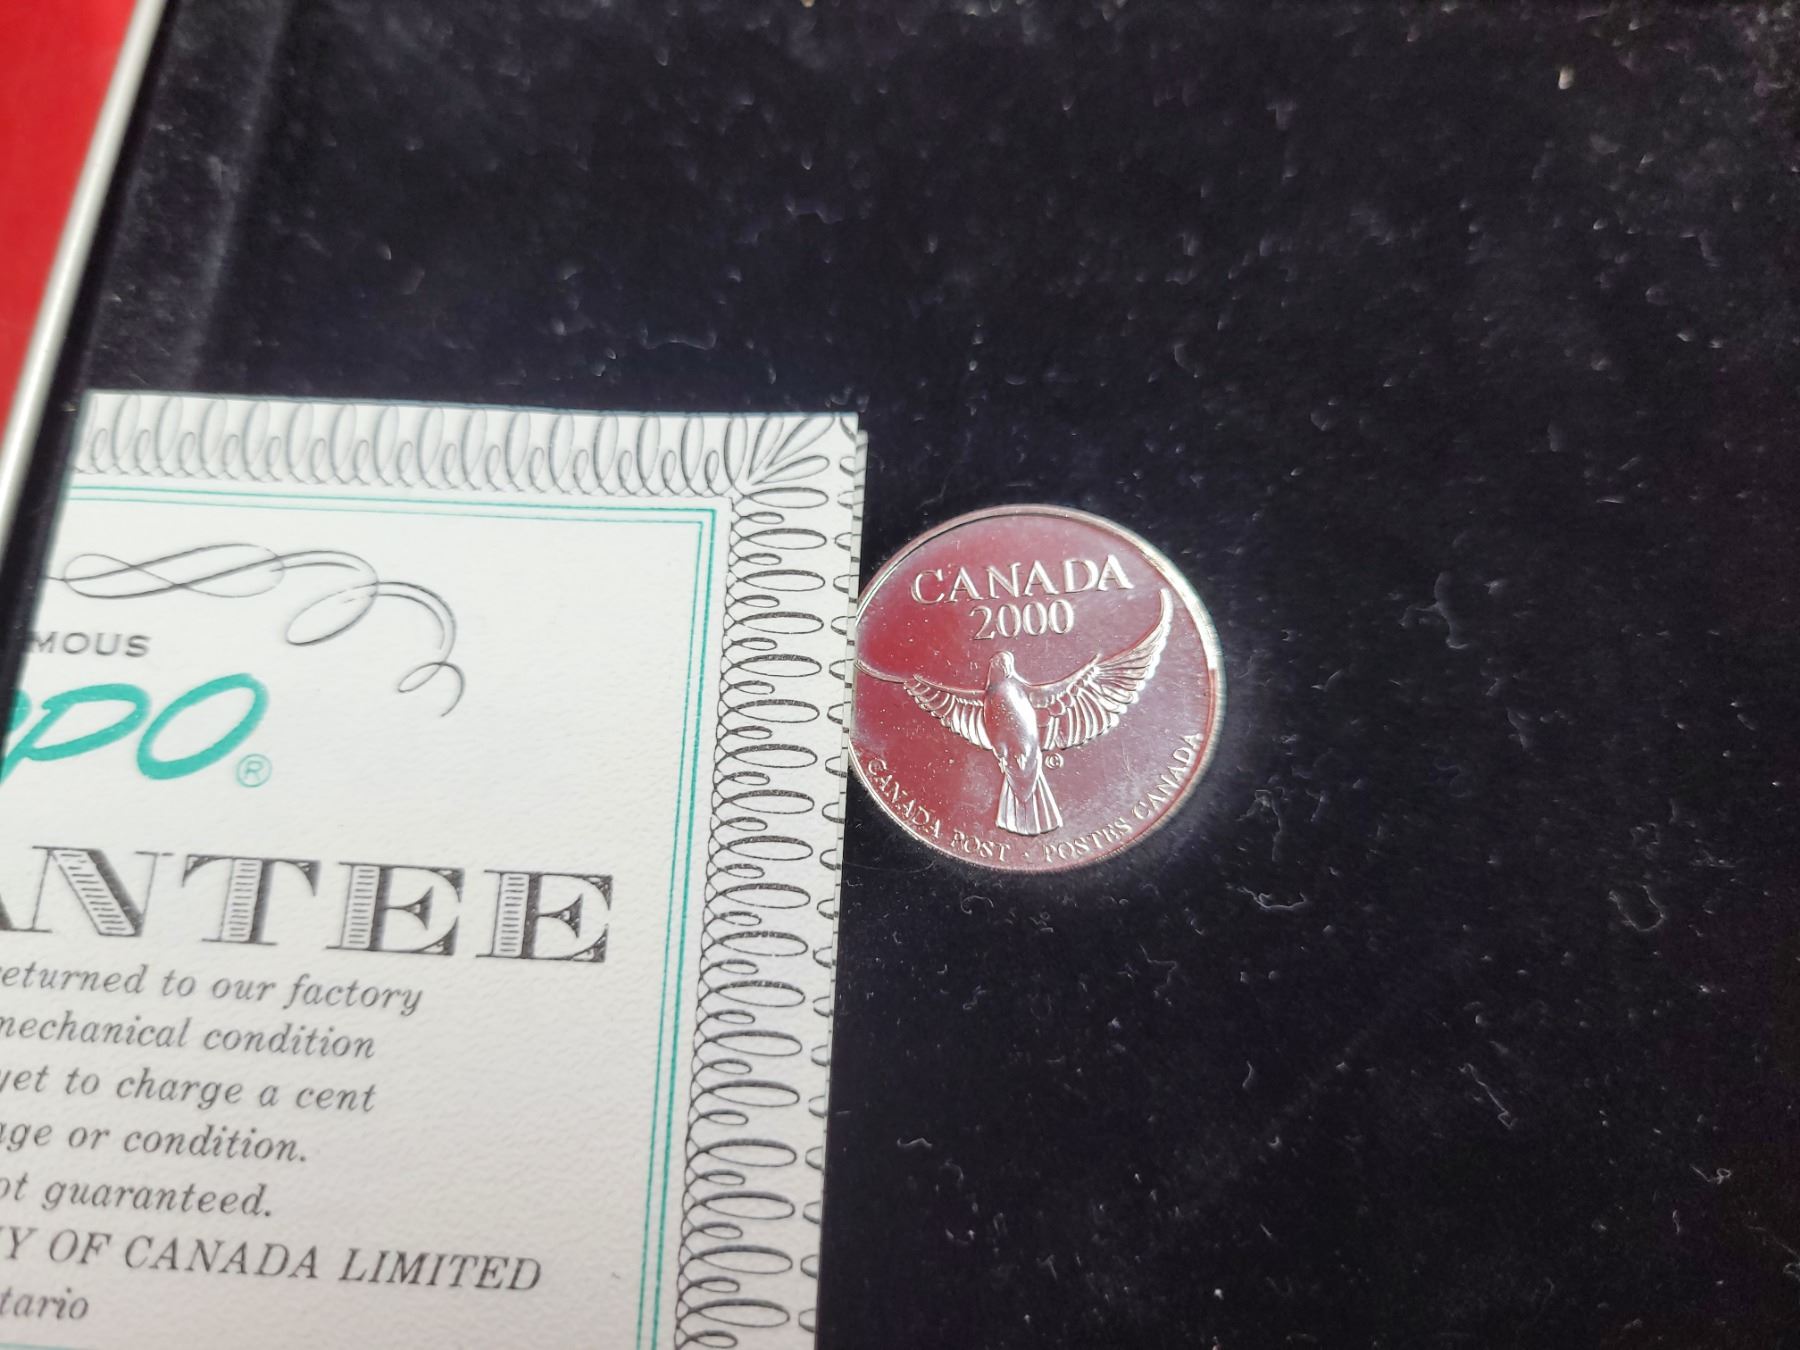 MOUS
ppo®
ANTEE
returned to our factory
mechanical condition
yet to charge a cent
age or condition.
ot guaranteed.
Y OF CANADA LIMITED
tario
CANADA
2000
©
CANADA POST · POSTES CANADA